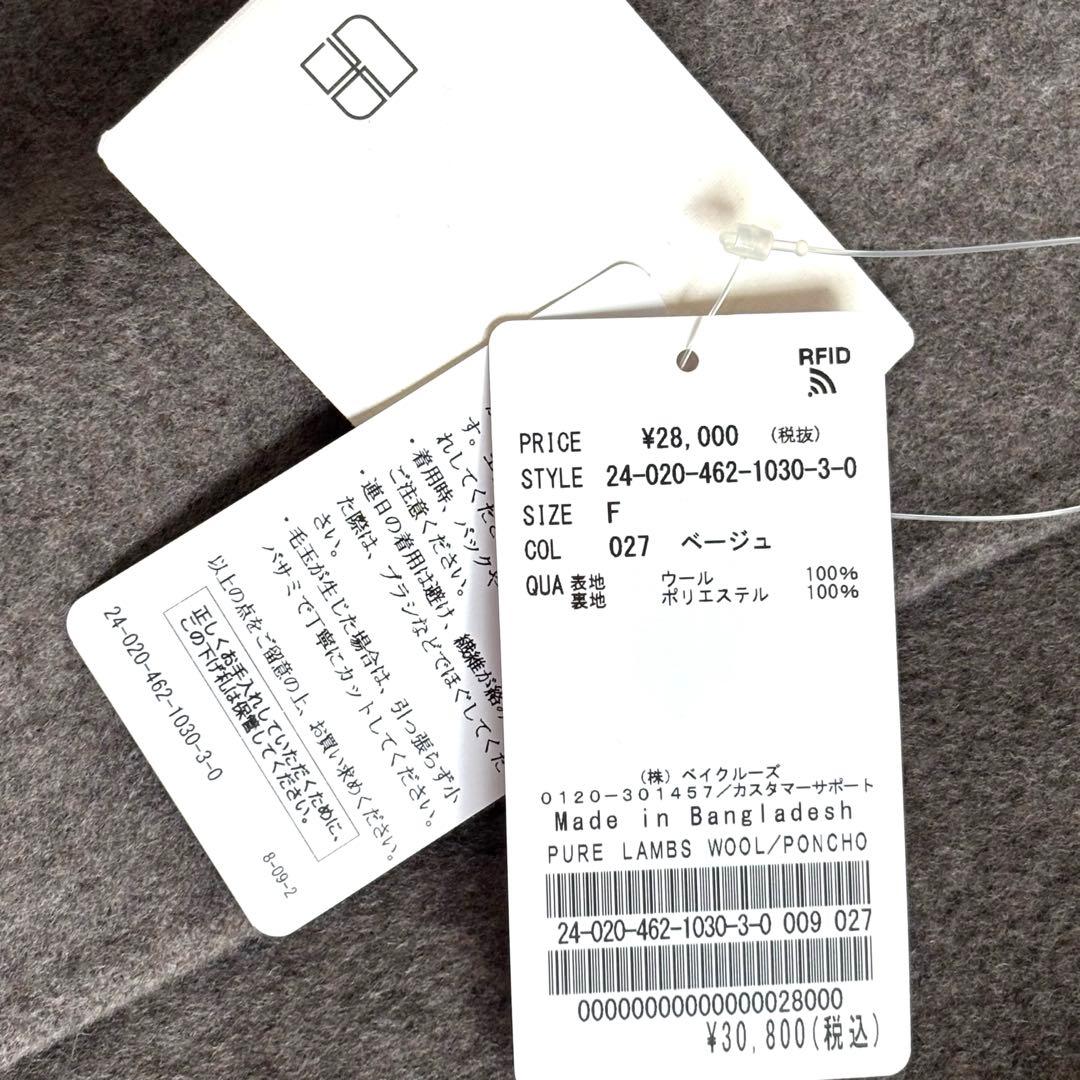 RFID
PRICE ¥28,000 (税抜)
STYLE 24-020-462-1030-3-0
SIZE F
COL 027 ベージュ
QUA 表地 ウール 100%
裏地 ポリエステル 100%
(株) ベイクルーズ
0120-301457/カスタマーサポート
Made in Bangladesh
PURE LAMBS WOOL/PONCHO
24-020-462-1030-3-0 009 027
00000000000000028000
¥30,800(税込)
す。
れしてくだ
・着用時、バックや
ご注意ください。
・連日の着用は避け、繊維が絡
た際は、ブラシなどでほぐしてくだ
さい。
・毛玉が生じた場合は、引っ張らず小
バサミで丁寧にカットしてください。
以上の点をご留意の上、お買い求めください。
正しくお手入れしていただくために、
この下げ札は保管してください。
24-020-462-1030-3-0
8-09-2